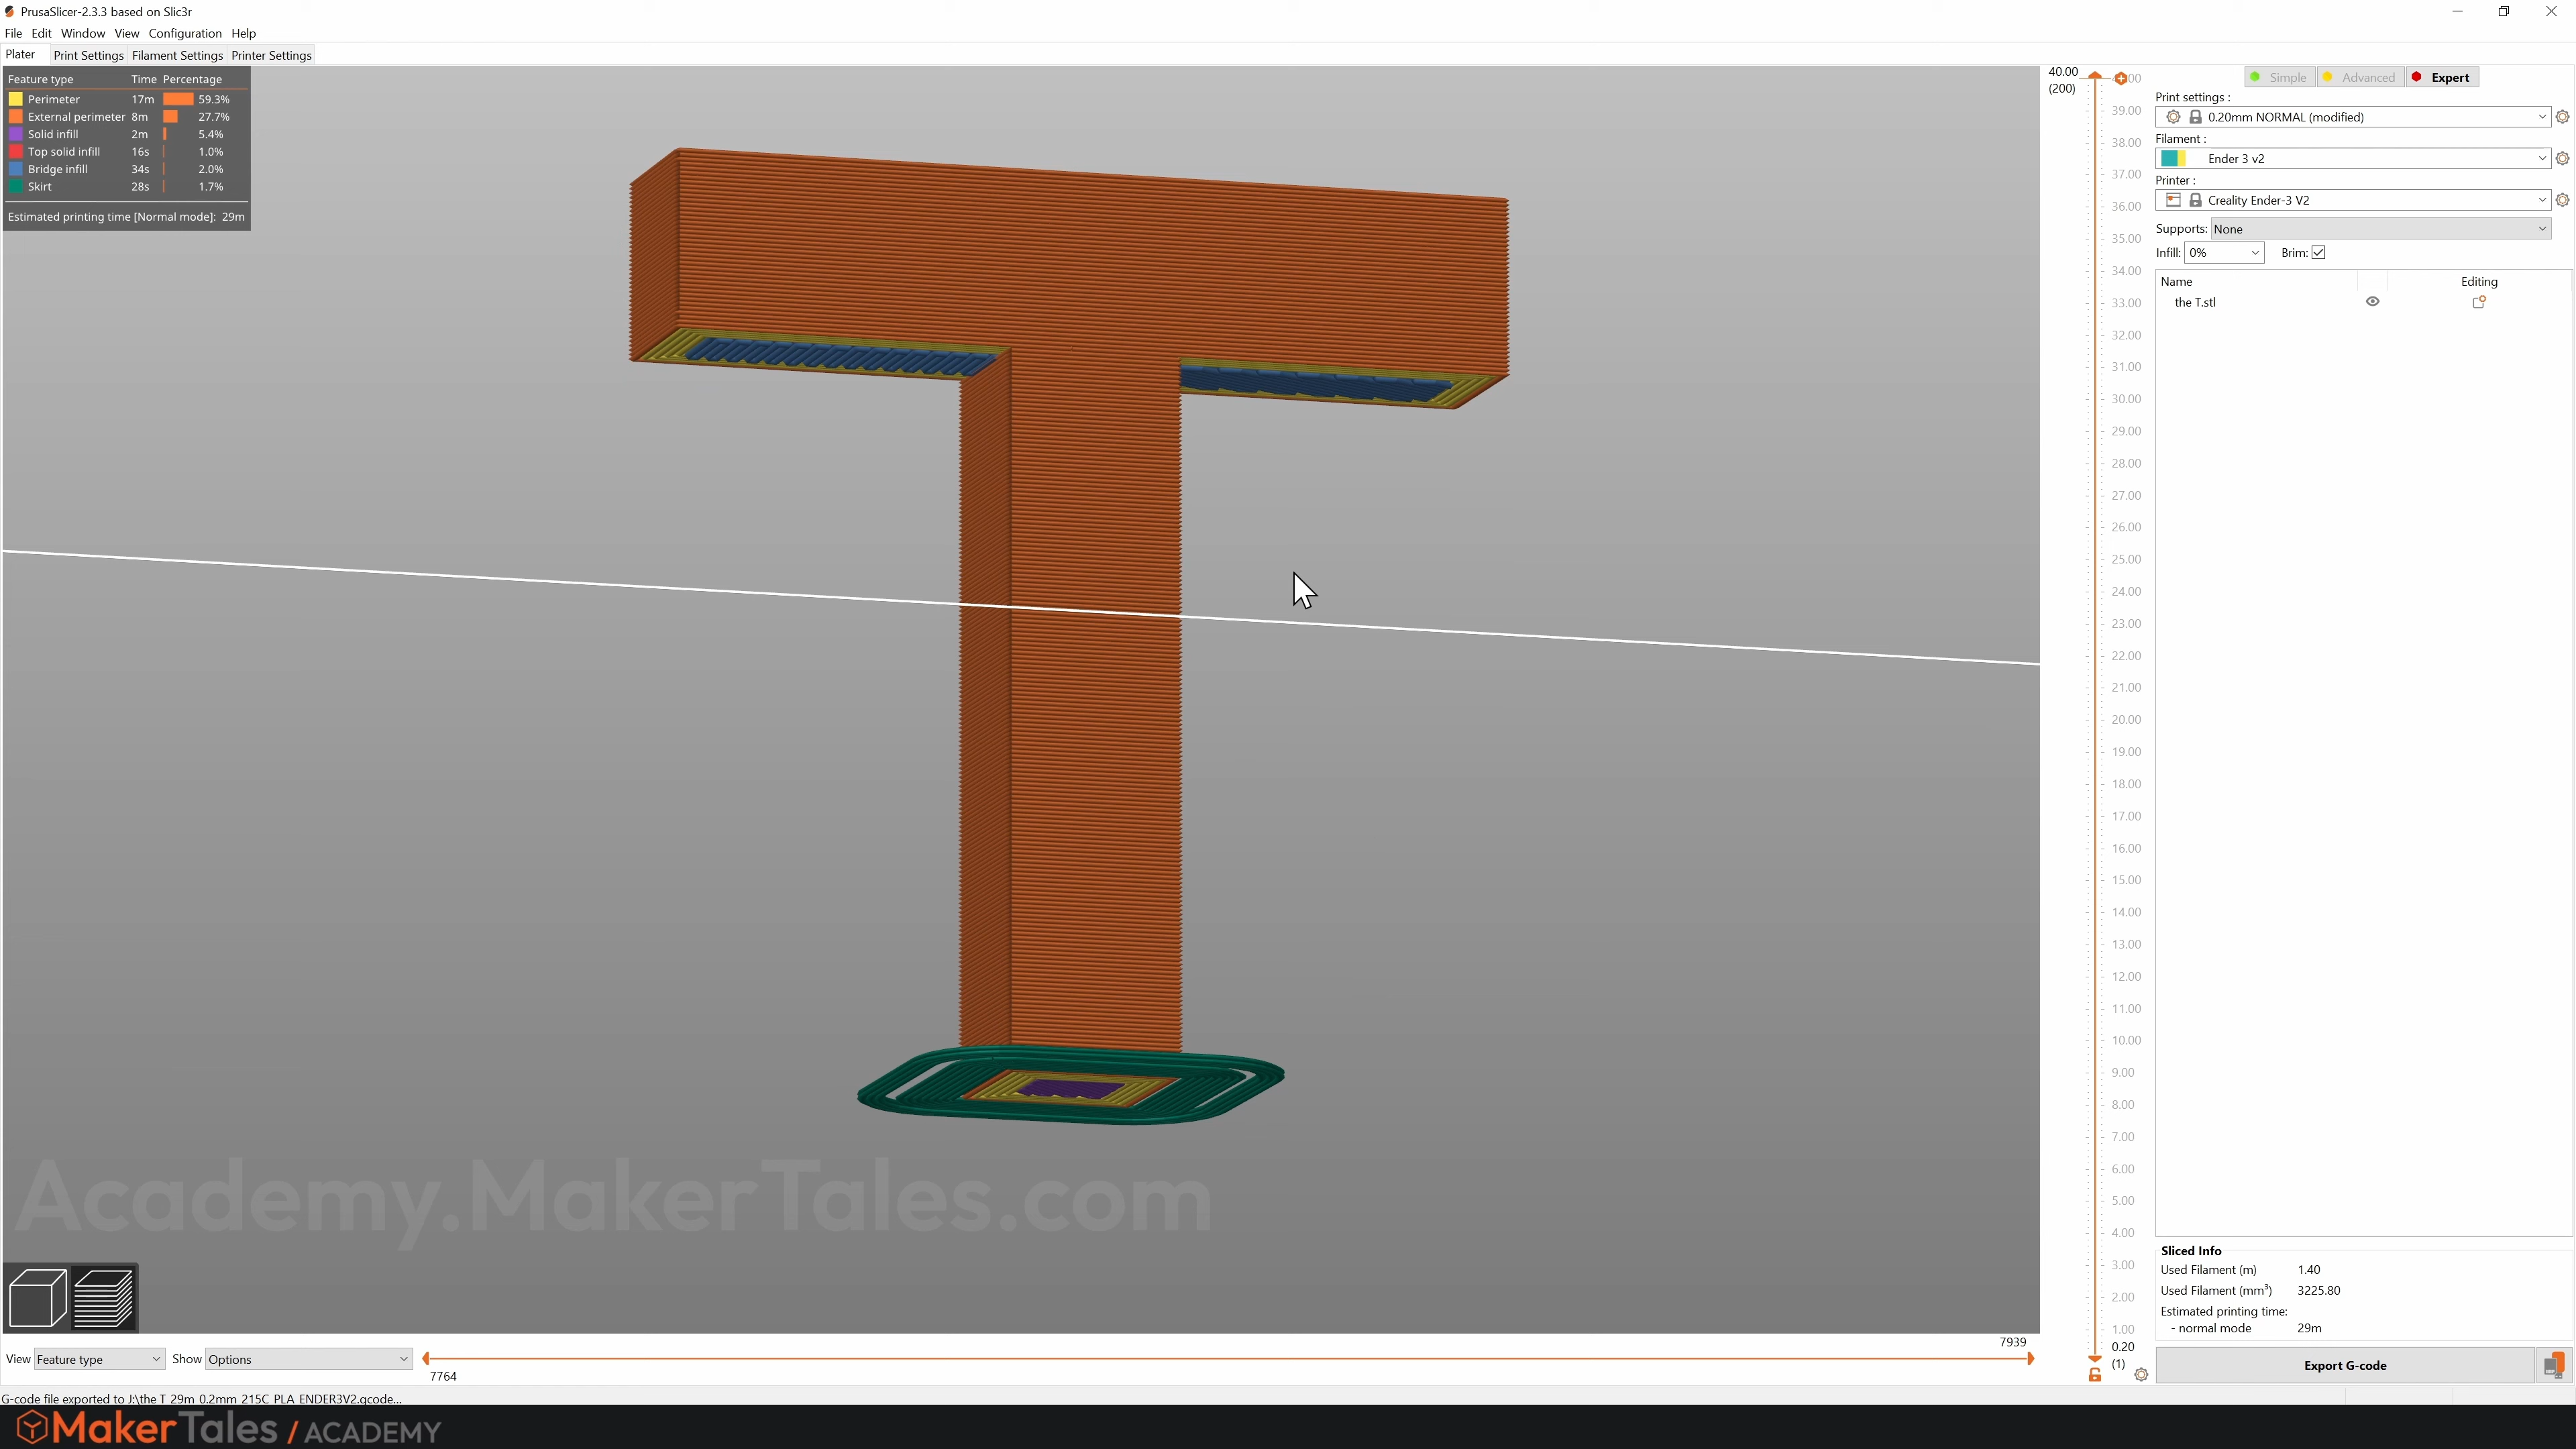 PrusaSlicer-2.3.3 based on Slic3r
File Edit Window View Configuration Help
Plater Print Settings Filament Settings Printer Settings
Feature type Time Percentage
Perimeter 17m 59.3%
External perimeter 8m 27.7%
Solid infill 2m 5.4%
Top solid infill 16s 1.0%
Bridge infill 34s 2.0%
Skirt 28s 1.7%
Estimated printing time [Normal mode]: 29m
40.00
(200)
39.00
38.00
37.00
36.00
35.00
34.00
33.00
32.00
31.00
30.00
29.00
28.00
27.00
26.00
25.00
24.00
23.00
22.00
21.00
20.00
19.00
18.00
17.00
16.00
15.00
14.00
13.00
12.00
11.00
10.00
9.00
8.00
7.00
6.00
5.00
4.00
3.00
2.00
1.00
0.20
(1)
Simple Advanced Expert
Print settings :
0.20mm NORMAL (modified)
Filament :
Ender 3 v2
Printer :
Creality Ender-3 V2
Supports: None
Infill: 0% Brim:
Name Editing
the T.stl
Sliced Info
Used Filament (m) 1.40
Used Filament (mm³) 3225.80
Estimated printing time:
- normal mode 29m
Export G-code
Academy.MakerTales.com
7939
View Feature type Show Options
7764
G-code file exported to J:\the T_29m_0.2mm_215C_PLA_ENDER3V2.gcode...
MakerTales / ACADEMY